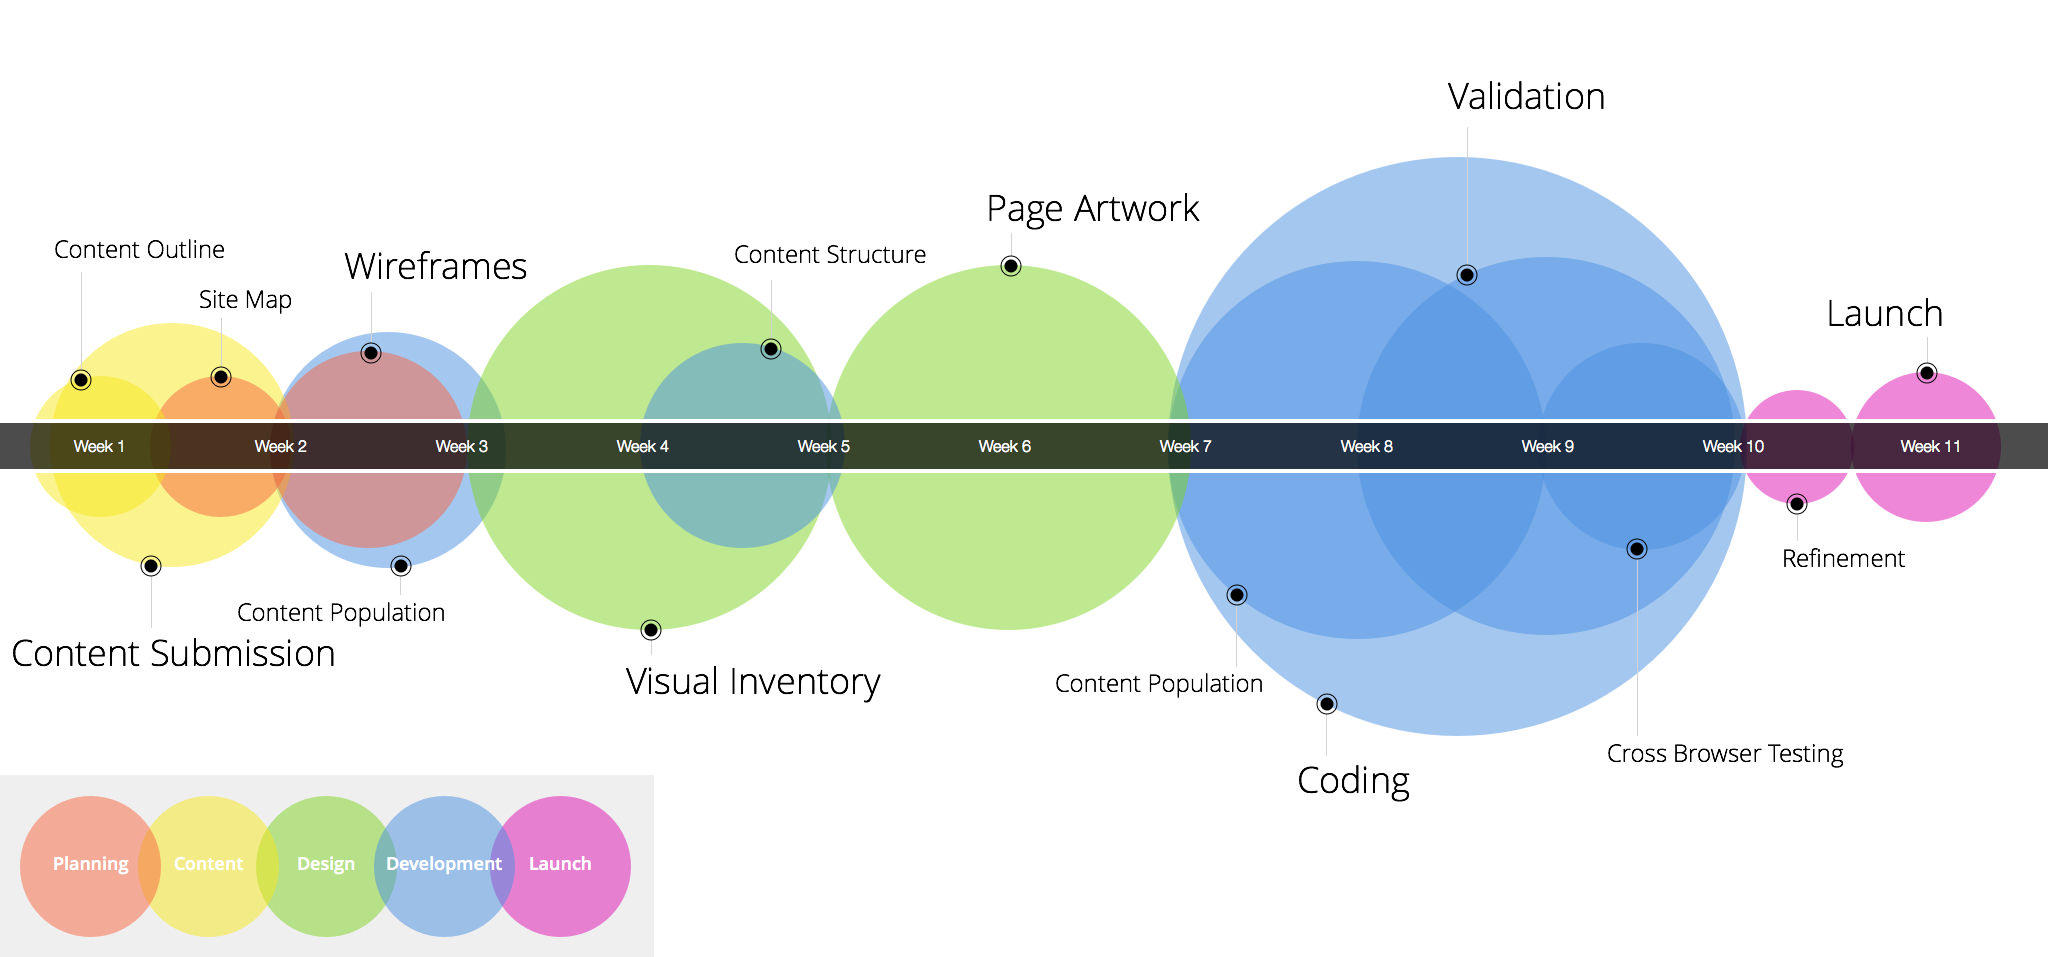 Validation
Page Artwork
Content Outline
Wireframes
Content Structure
Site Map
Launch
Week 1
Week 2
Week 3
Week 4
Week 5
Week 6
Week 7
Week 8
Week 9
Week 10
Week 11
Refinement
Content Population
Content Submission
Visual Inventory
Content Population
Cross Browser Testing
Coding
Planning
Content
Design
Development
Launch